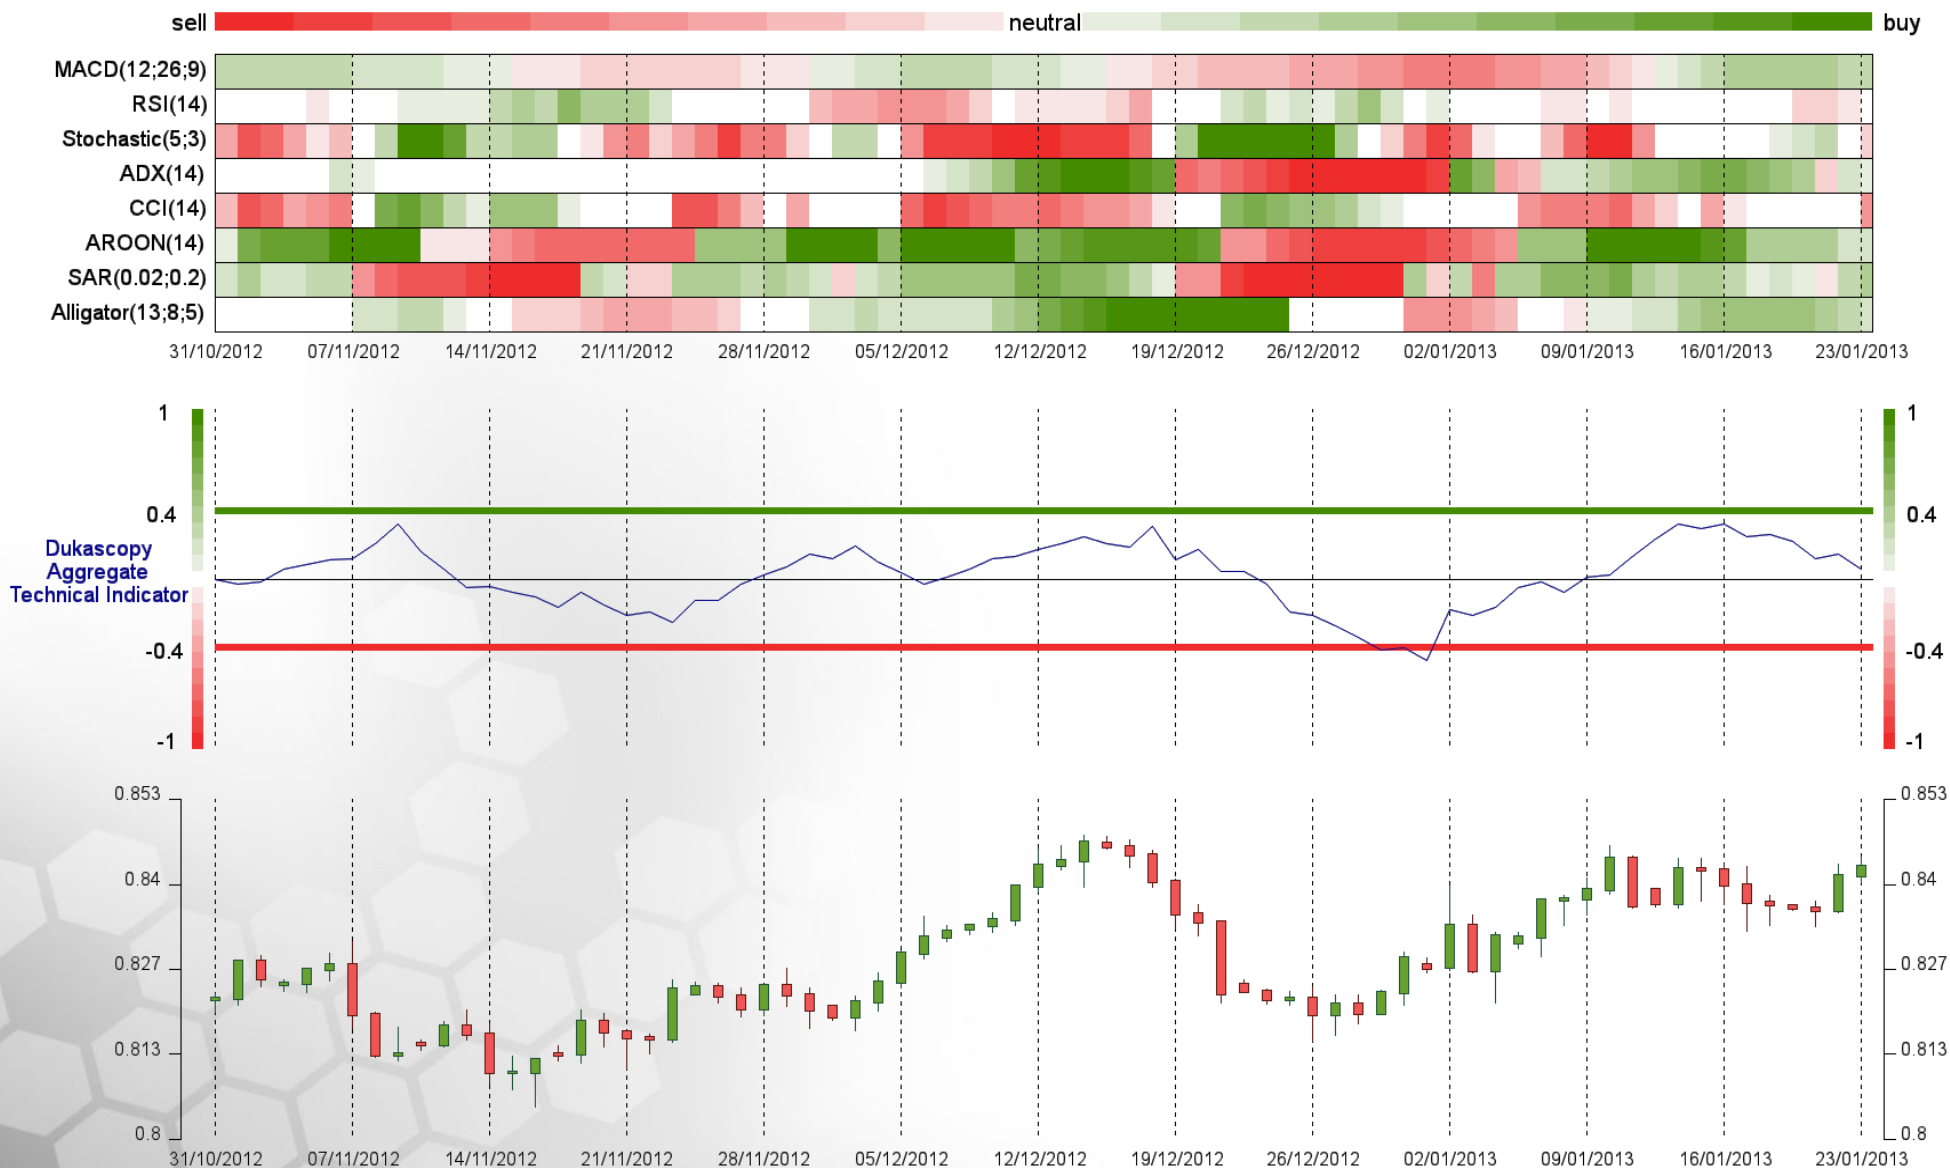 sell neutral buy
MACD(12;26;9)
RSI(14)
Stochastic(5;3)
ADX(14)
CCI(14)
AROON(14)
SAR(0.02;0.2)
Alligator(13;8;5)
31/10/2012 07/11/2012 14/11/2012 21/11/2012 28/11/2012 05/12/2012 12/12/2012 19/12/2012 26/12/2012 02/01/2013 09/01/2013 16/01/2013 23/01/2013
1 1
0.4 0.4
Dukascopy
Aggregate
Technical Indicator
-0.4 -0.4
-1 -1
0.853 0.853
0.84 0.84
0.827 0.827
0.813 0.813
0.8 0.8
31/10/2012 07/11/2012 14/11/2012 21/11/2012 28/11/2012 05/12/2012 12/12/2012 19/12/2012 26/12/2012 02/01/2013 09/01/2013 16/01/2013 23/01/2013